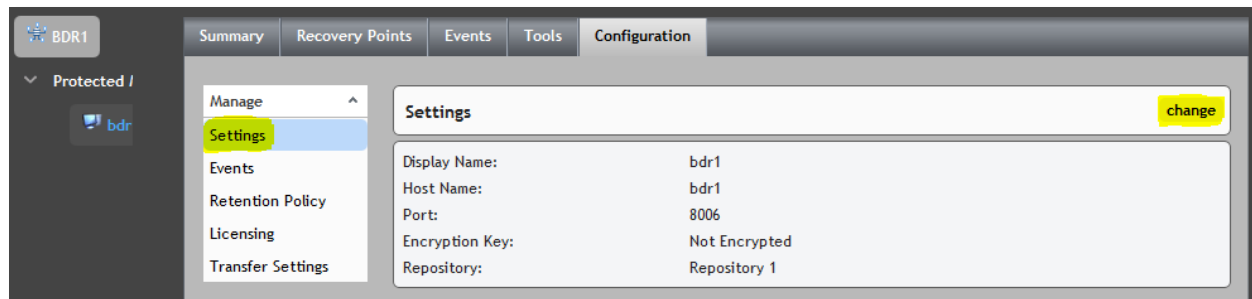 BDR1
Protected
bdr
Summary Recovery Points Events Tools Configuration
Manage
Settings
Events
Retention Policy
Licensing
Transfer Settings
Settings change
Display Name: bdr1
Host Name: bdr1
Port: 8006
Encryption Key: Not Encrypted
Repository: Repository 1